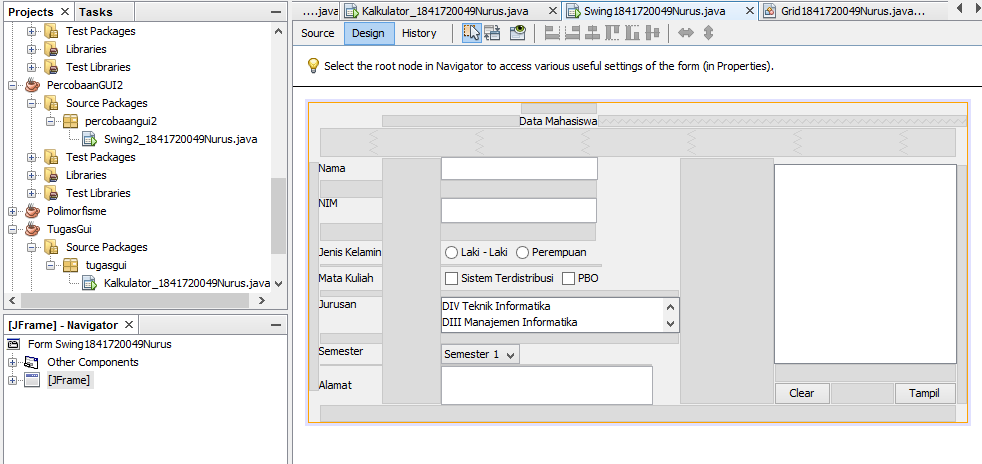 Projects X Tasks
Test Packages
Libraries
Test Libraries
PercobaanGUI2
Source Packages
percobaangui2
Swing2_1841720049Nurus.java
Test Packages
Libraries
Test Libraries
Polimorfisme
TugasGui
Source Packages
tugasgui
Kalkulator_1841720049Nurus.java
[JFrame] - Navigator X
Form Swing1841720049Nurus
Other Components
[JFrame]
....java Kalkulator_1841720049Nurus.java Swing1841720049Nurus.java Grid1841720049Nurus.java...
Source Design History
Select the root node in Navigator to access various useful settings of the form (in Properties).
Data Mahasiswa
Nama
NIM
Jenis Kelamin Laki - Laki Perempuan
Mata Kuliah Sistem Terdistribusi PBO
Jurusan DIV Teknik Informatika
DIII Manajemen Informatika
Semester Semester 1
Alamat
Clear Tampil